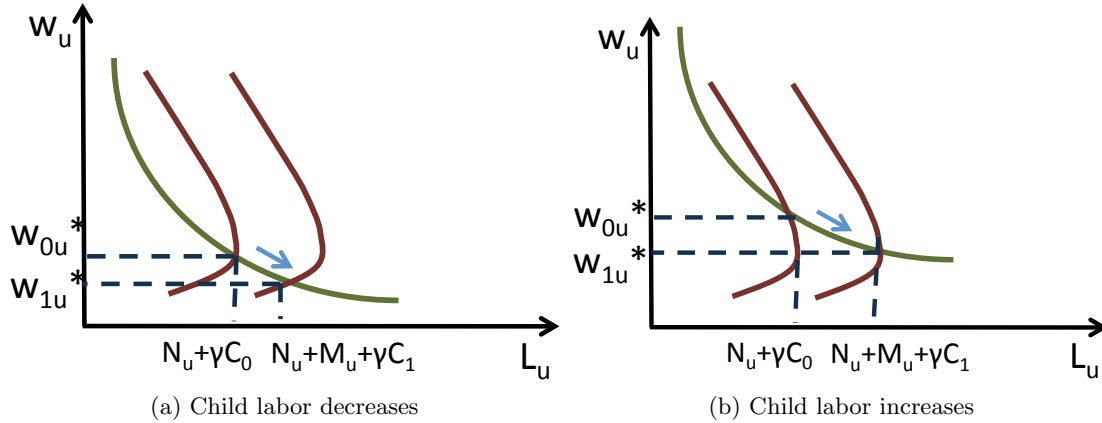 w_u
w_0u*
w_1u*
N_u+γC_0
N_u+M_u+γC_1
L_u
(a) Child labor decreases
w_u
w_0u*
w_1u*
N_u+γC_0
N_u+M_u+γC_1
L_u
(b) Child labor increases